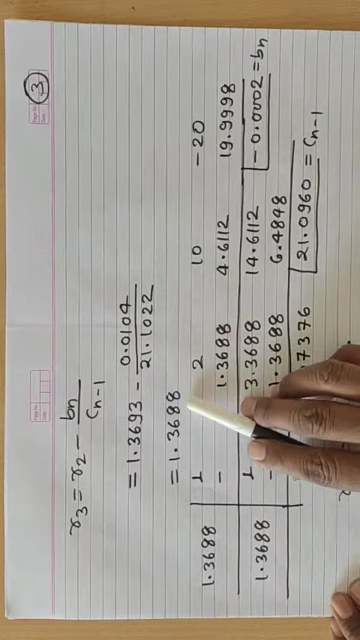 3
r3 = r2 - bn / Cn-1
= 1.3693 - 0.0104 / 21.1022
= 1.3688
1.3688 | 1 2 10 -20
- 1.3688 4.6112 19.9998
1.3688 | 1 3.3688 14.6112 -0.0002 = bn
- 1.3688 6.4848
.7376 21.0960 = Cn-1